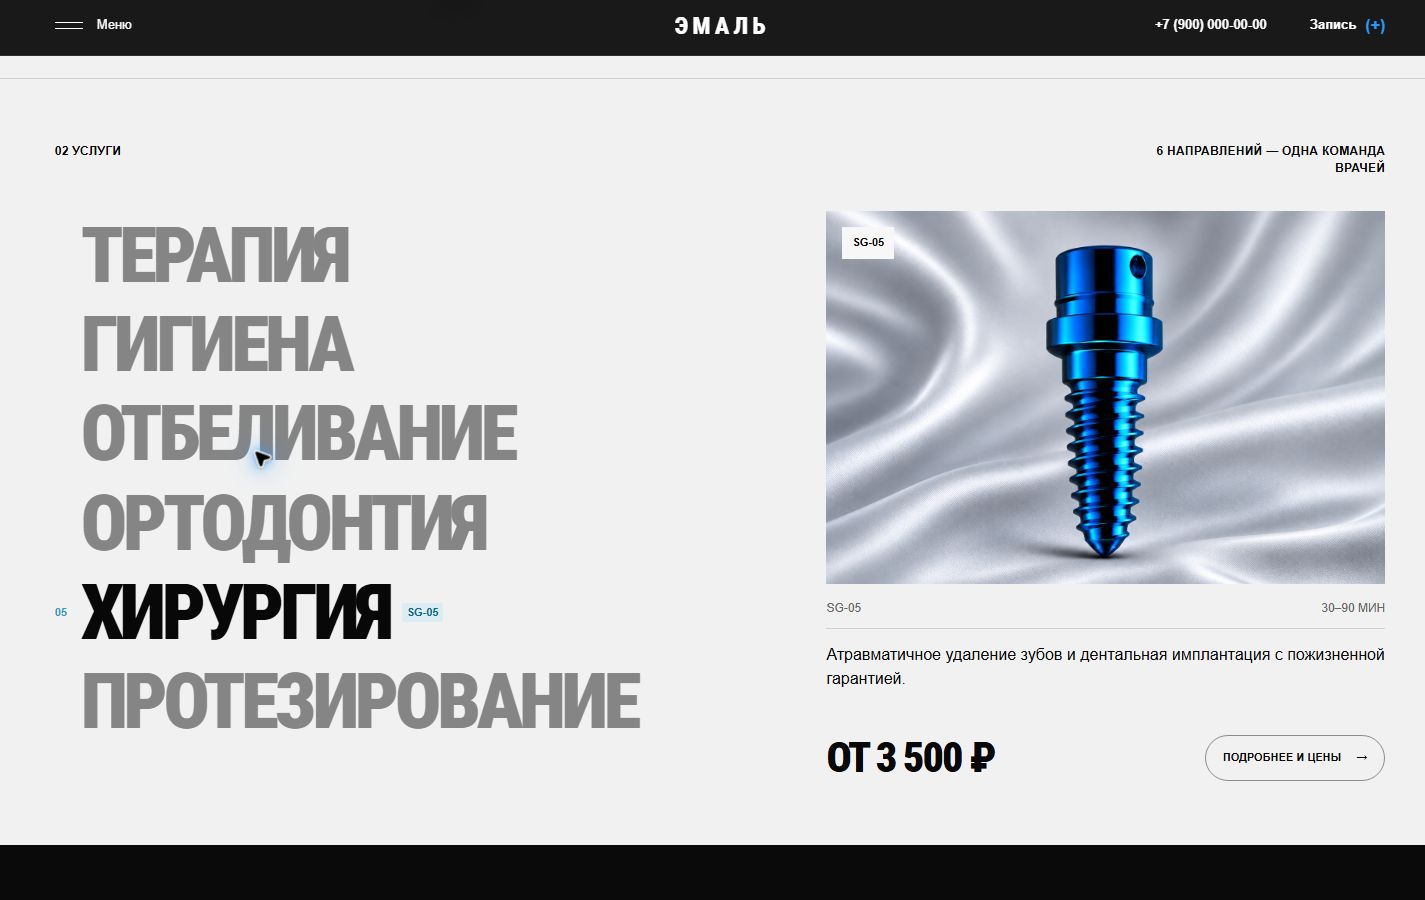 Меню
ЭМАЛЬ
+7 (900) 000-00-00
Запись (+)
02 УСЛУГИ
6 НАПРАВЛЕНИЙ — ОДНА КОМАНДА
ВРАЧЕЙ
ТЕРАПИЯ
ГИГИЕНА
ОТБЕЛИВАНИЕ
ОРТОДОНТИЯ
05 ХИРУРГИЯ SG-05
ПРОТЕЗИРОВАНИЕ
SG-05
SG-05
30–90 МИН
Атравматичное удаление зубов и дентальная имплантация с пожизненной
гарантией.
ОТ 3 500 ₽
ПОДРОБНЕЕ И ЦЕНЫ →